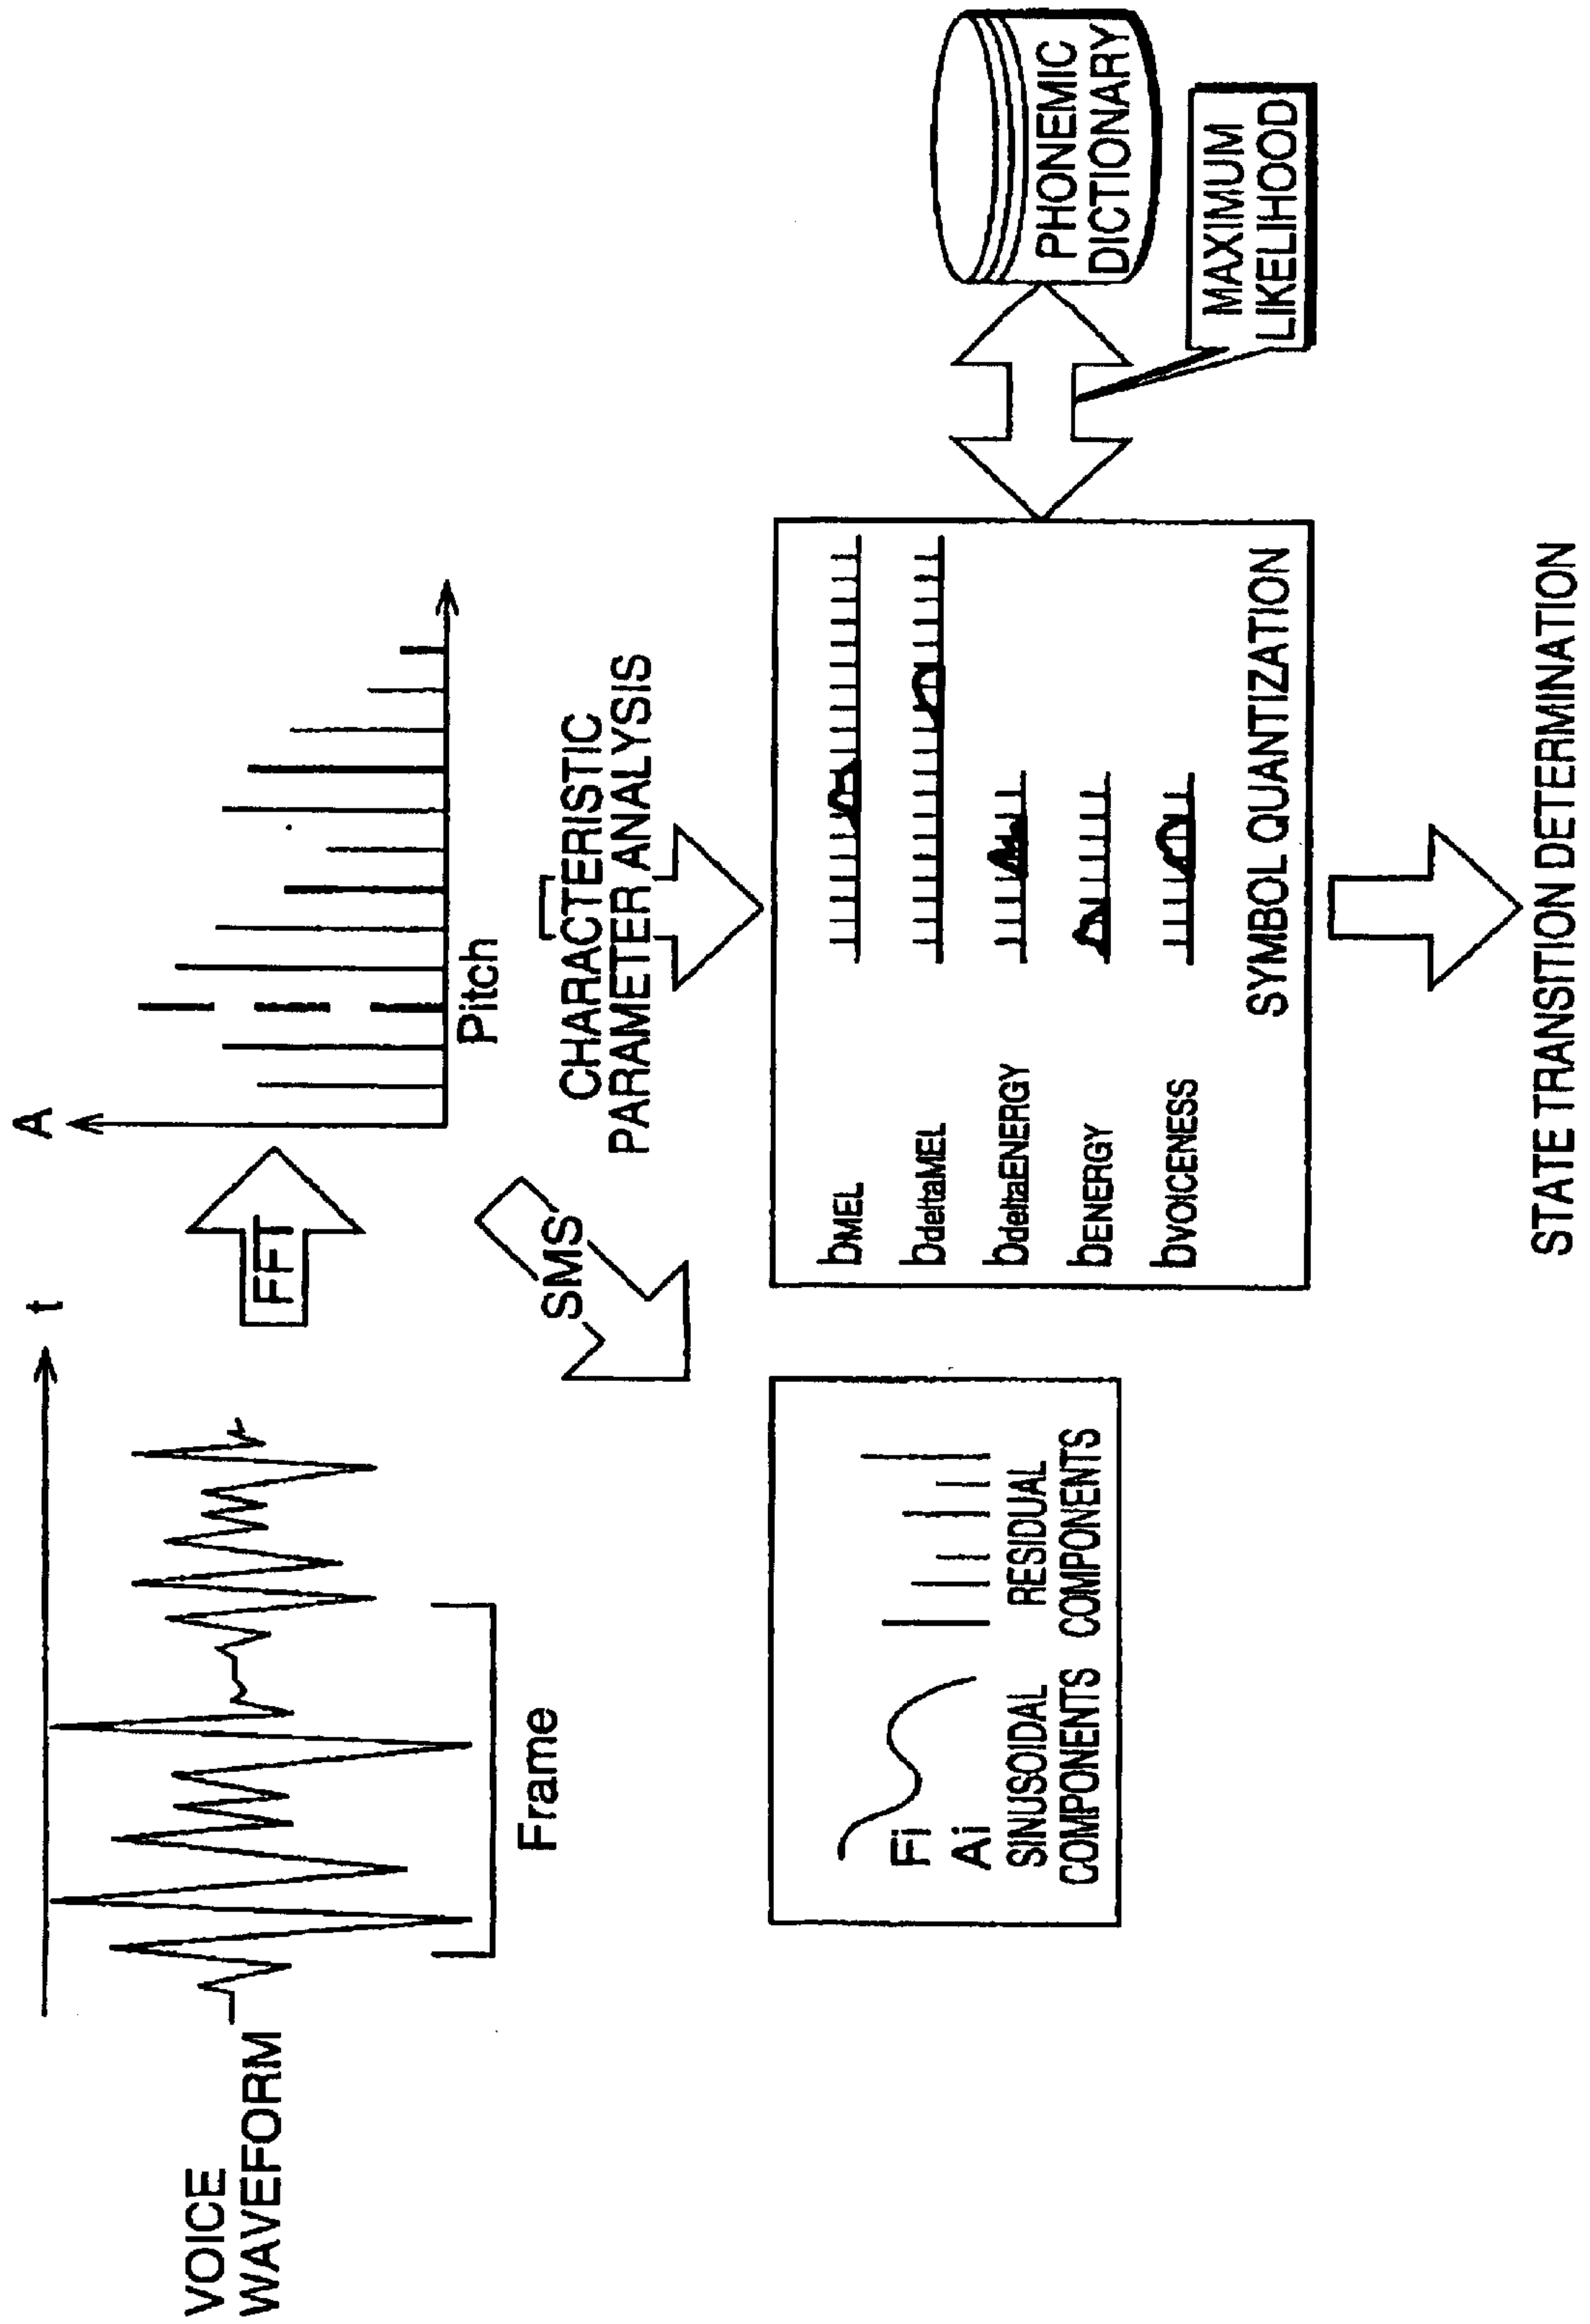 VOICE
WAVEFORM
t
Frame
FFT
A
Pitch
SMS
CHARACTERISTIC
PARAMETER ANALYSIS
Fi
Ai
SINUSOIDAL
COMPONENTS
RESIDUAL
COMPONENTS
bMEL
bdeltaMEL
bdeltaENERGY
bENERGY
bVOICENESS
SYMBOL QUANTIZATION
PHONEMIC
DICTIONARY
MAXIMUM
LIKELIHOOD
STATE TRANSITION DETERMINATION